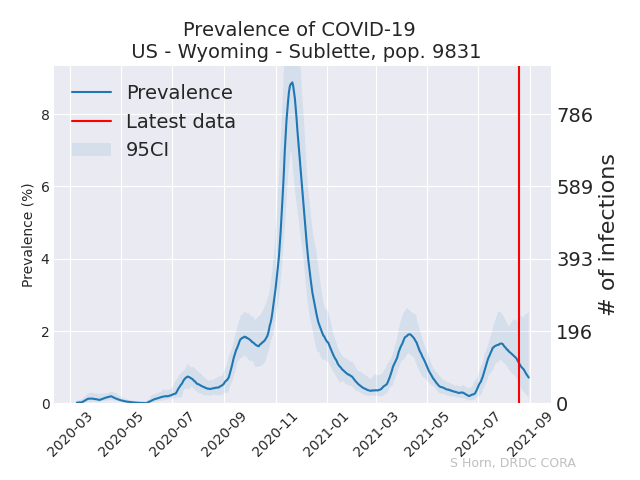 Prevalence of COVID-19
US - Wyoming - Sublette, pop. 9831
Prevalence
Latest data
95CI
Prevalence (%)
8
6
4
2
0
# of infections
786
589
393
196
0
2020-03
2020-05
2020-07
2020-09
2020-11
2021-01
2021-03
2021-05
2021-07
2021-09
S Horn, DRDC CORA